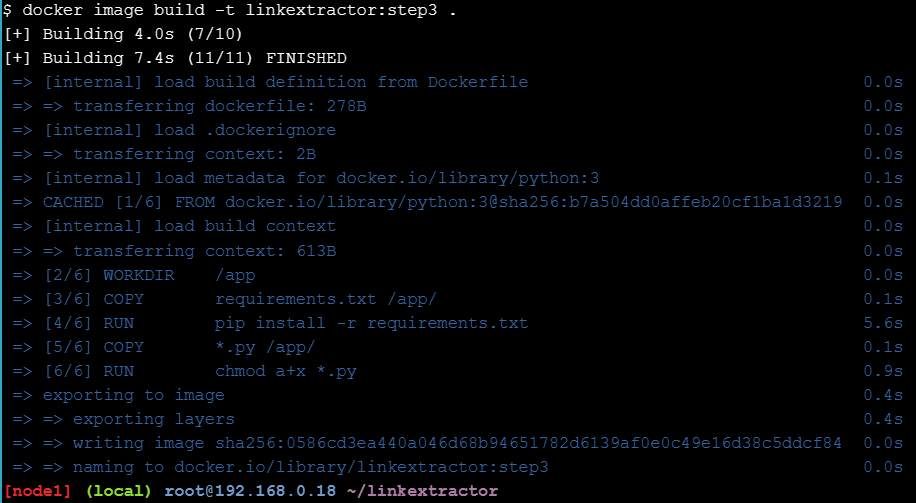 $ docker image build -t linkextractor:step3 .
[+] Building 4.0s (7/10)
[+] Building 7.4s (11/11) FINISHED
=> [internal] load build definition from Dockerfile 0.0s
=> => transferring dockerfile: 278B 0.0s
=> [internal] load .dockerignore 0.0s
=> => transferring context: 2B 0.0s
=> [internal] load metadata for docker.io/library/python:3 0.1s
=> CACHED [1/6] FROM docker.io/library/python:3@sha256:b7a504dd0affeb20cf1ba1d3219 0.0s
=> [internal] load build context 0.0s
=> => transferring context: 613B 0.0s
=> [2/6] WORKDIR /app 0.0s
=> [3/6] COPY requirements.txt /app/ 0.1s
=> [4/6] RUN pip install -r requirements.txt 5.6s
=> [5/6] COPY *.py /app/ 0.1s
=> [6/6] RUN chmod a+x *.py 0.9s
=> exporting to image 0.4s
=> => exporting layers 0.4s
=> => writing image sha256:0586cd3ea440a046d68b94651782d6139af0e0c49e16d38c5ddcf84 0.0s
=> => naming to docker.io/library/linkextractor:step3 0.0s
[node1] (local) root@192.168.0.18 ~/linkextractor